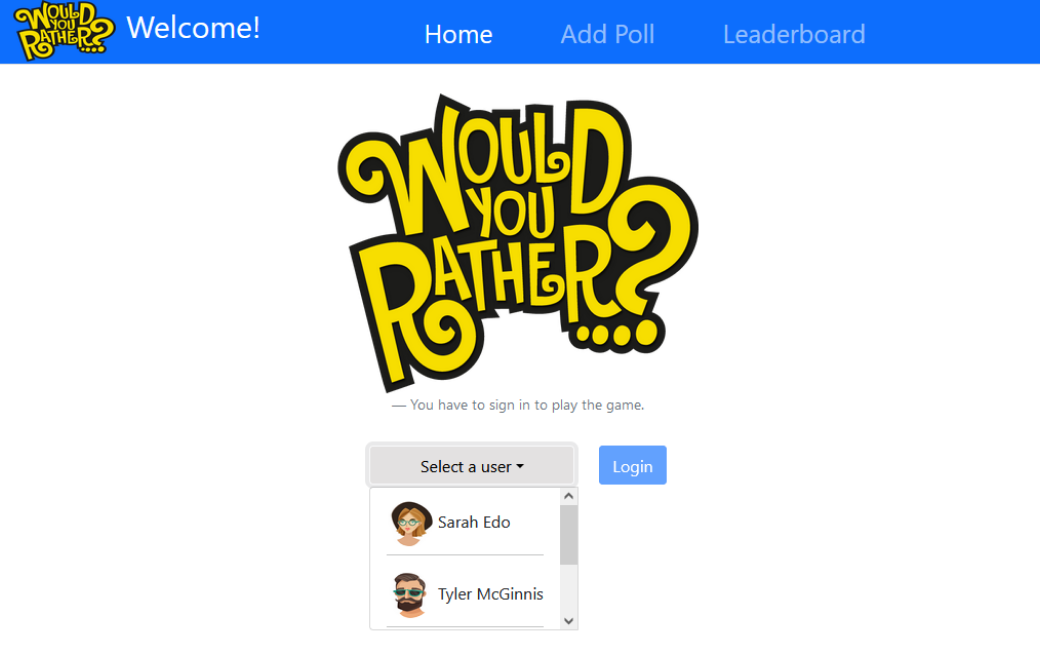 WOULD
YOU
RATHER..?
Welcome!
Home
Add Poll
Leaderboard
WOULD
YOU
RATHER....?
— You have to sign in to play the game.
Select a user
Login
Sarah Edo
Tyler McGinnis